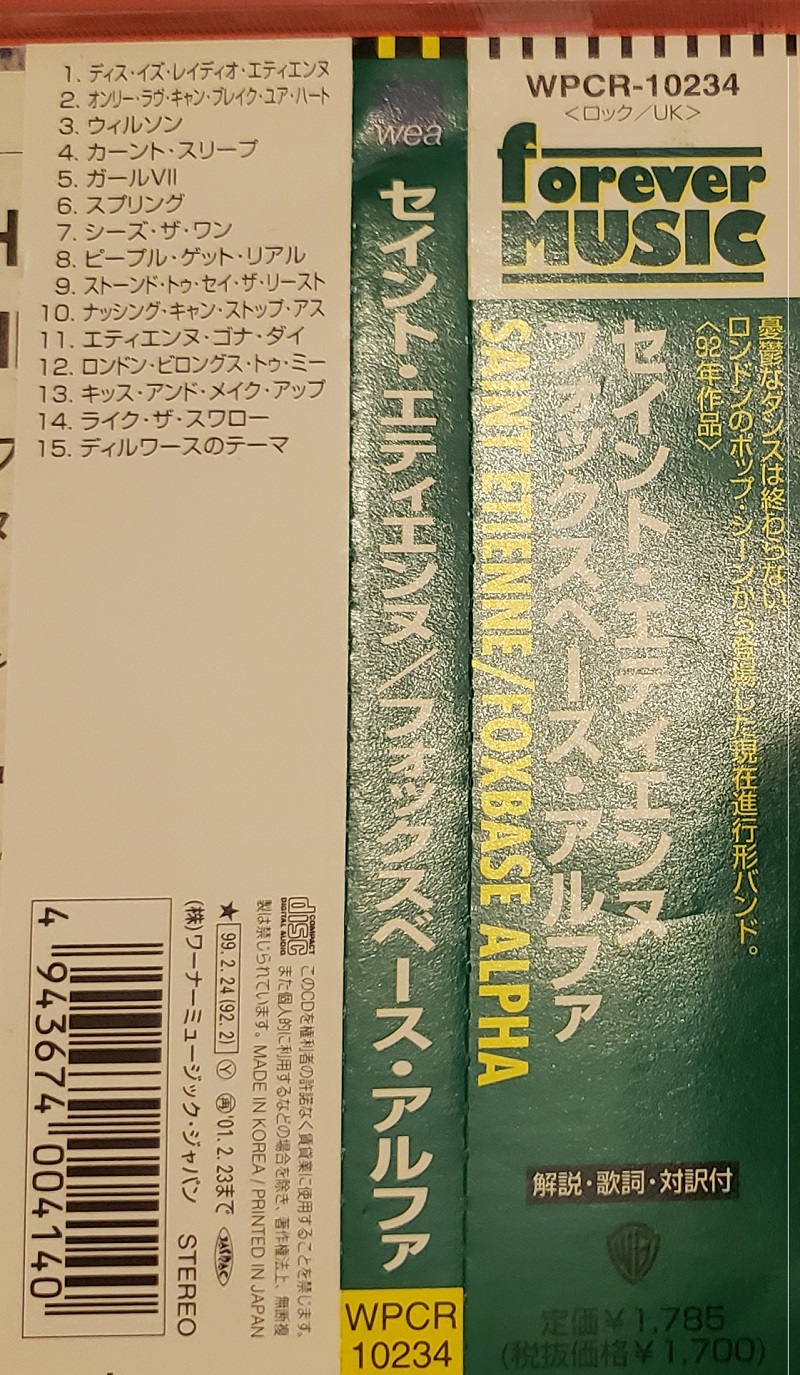 1. ディス・イズ・レイディオ・エティエンヌ
2. オンリー・ラヴ・キャン・ブレイク・ユア・ハート
3. ウィルソン
4. カーント・スリープ
5. ガールVII
6. スプリング
7. シーズ・ザ・ワン
8. ピープル・ゲット・リアル
9. ストーンド・トゥ・セイ・ザ・リースト
10. ナッシング・キャン・ストップ・アス
11. エティエンヌ・ゴナ・ダイ
12. ロンドン・ビロングス・トゥ・ミー
13. キッス・アンド・メイク・アップ
14. ライク・ザ・スワロー
15. ディルワースのテーマ
COMPACT
disc
DIGITAL AUDIO
このCDを権利者の許諾なく賃貸業に使用することを禁じます。
また個人的に利用するなどの場合を除き、著作権法上、無断複
製は禁じられています。MADE IN KOREA / PRINTED IN JAPAN
★ 99.2.24 (92.2) Ⓨ 再 '01.2.23まで JASRAC
(株)ワーナーミュージック・ジャパン STEREO
4 943674 004140
wea
セイント・エティエンヌ/フォックスベース・アルファ
WPCR
10234
WPCR-10234
<ロック/UK>
forever
MUSIC
憂鬱なダンスは終わらない。
ロンドンのポップ・シーンから登場した現在進行形バンド。
〈92年作品〉
セイント・エティエンヌ
フォックスベース・アルファ
SAINT ETIENNE/FOXBASE ALPHA
解説・歌詞・対訳付
WB
定価¥1,785
(税抜価格¥1,700)